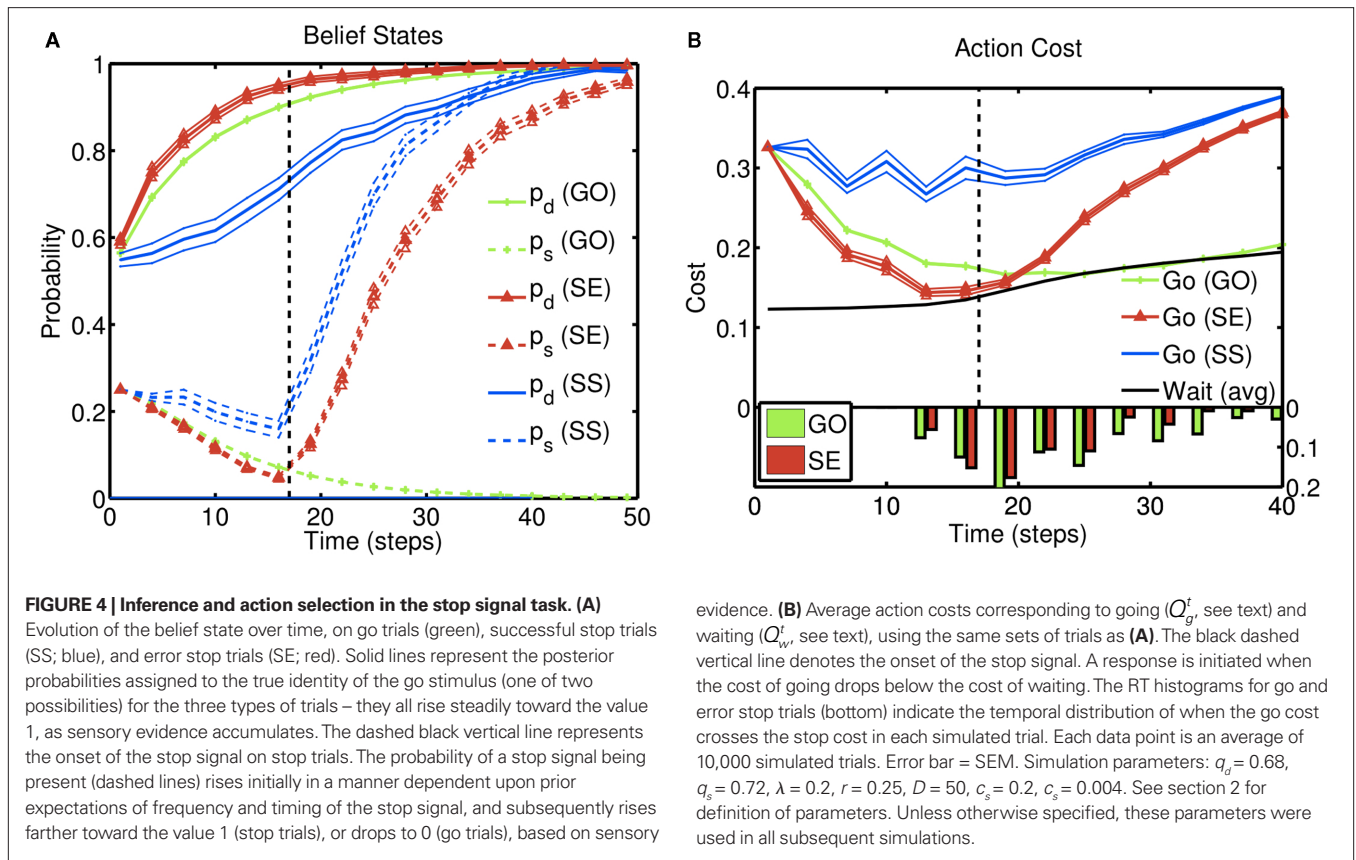 A
Belief States
1
0.8
0.6
0.4
0.2
0
Probability
p_d (GO)
p_s (GO)
p_d (SE)
p_s (SE)
p_d (SS)
p_s (SS)
0 10 20 30 40 50
Time (steps)
B
Action Cost
0.4
0.3
0.2
0.1
0
Cost
Go (GO)
Go (SE)
Go (SS)
Wait (avg)
GO
SE
0
0.1
0.2
0 10 20 30 40
Time (steps)
FIGURE 4 | Inference and action selection in the stop signal task. (A)
Evolution of the belief state over time, on go trials (green), successful stop trials
(SS; blue), and error stop trials (SE; red). Solid lines represent the posterior
probabilities assigned to the true identity of the go stimulus (one of two
possibilities) for the three types of trials – they all rise steadily toward the value
1, as sensory evidence accumulates. The dashed black vertical line represents
the onset of the stop signal on stop trials. The probability of a stop signal being
present (dashed lines) rises initially in a manner dependent upon prior
expectations of frequency and timing of the stop signal, and subsequently rises
farther toward the value 1 (stop trials), or drops to 0 (go trials), based on sensory
evidence. (B) Average action costs corresponding to going (Q_g^t, see text) and
waiting (Q_w^t, see text), using the same sets of trials as (A). The black dashed
vertical line denotes the onset of the stop signal. A response is initiated when
the cost of going drops below the cost of waiting. The RT histograms for go and
error stop trials (bottom) indicate the temporal distribution of when the go cost
crosses the stop cost in each simulated trial. Each data point is an average of
10,000 simulated trials. Error bar = SEM. Simulation parameters: q_d = 0.68,
q_s = 0.72, λ = 0.2, r = 0.25, D = 50, c_s = 0.2, c_s = 0.004. See section 2 for
definition of parameters. Unless otherwise specified, these parameters were
used in all subsequent simulations.